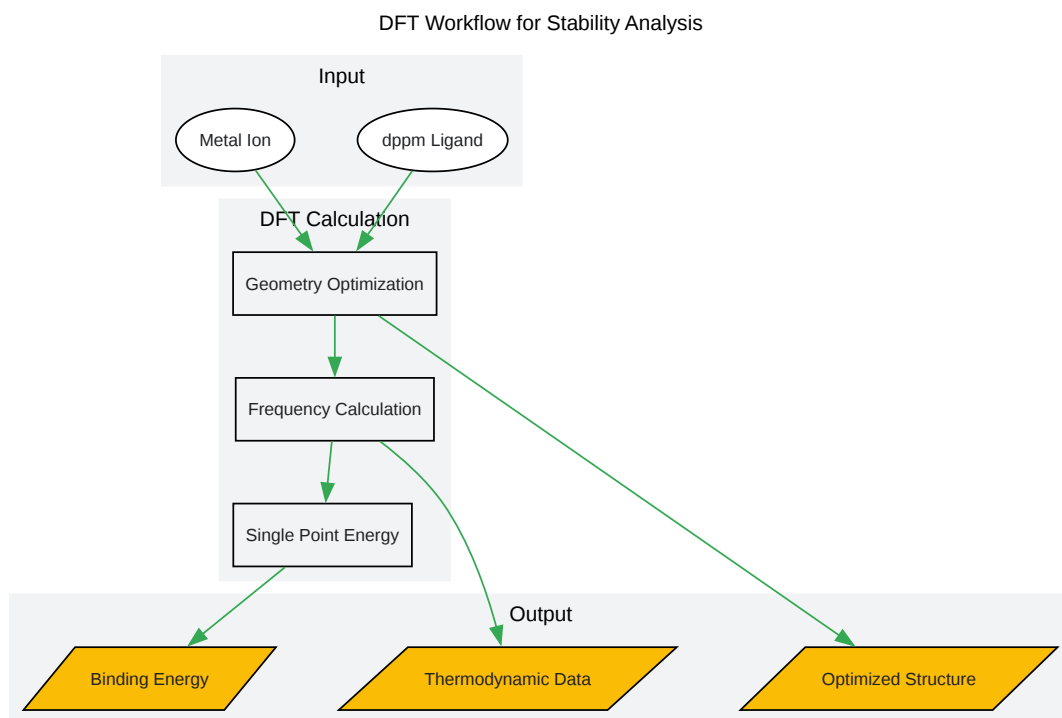 DFT Workflow for Stability Analysis
Input
Metal Ion
dppm Ligand
DFT Calculation
Geometry Optimization
Frequency Calculation
Single Point Energy
Output
Binding Energy
Thermodynamic Data
Optimized Structure